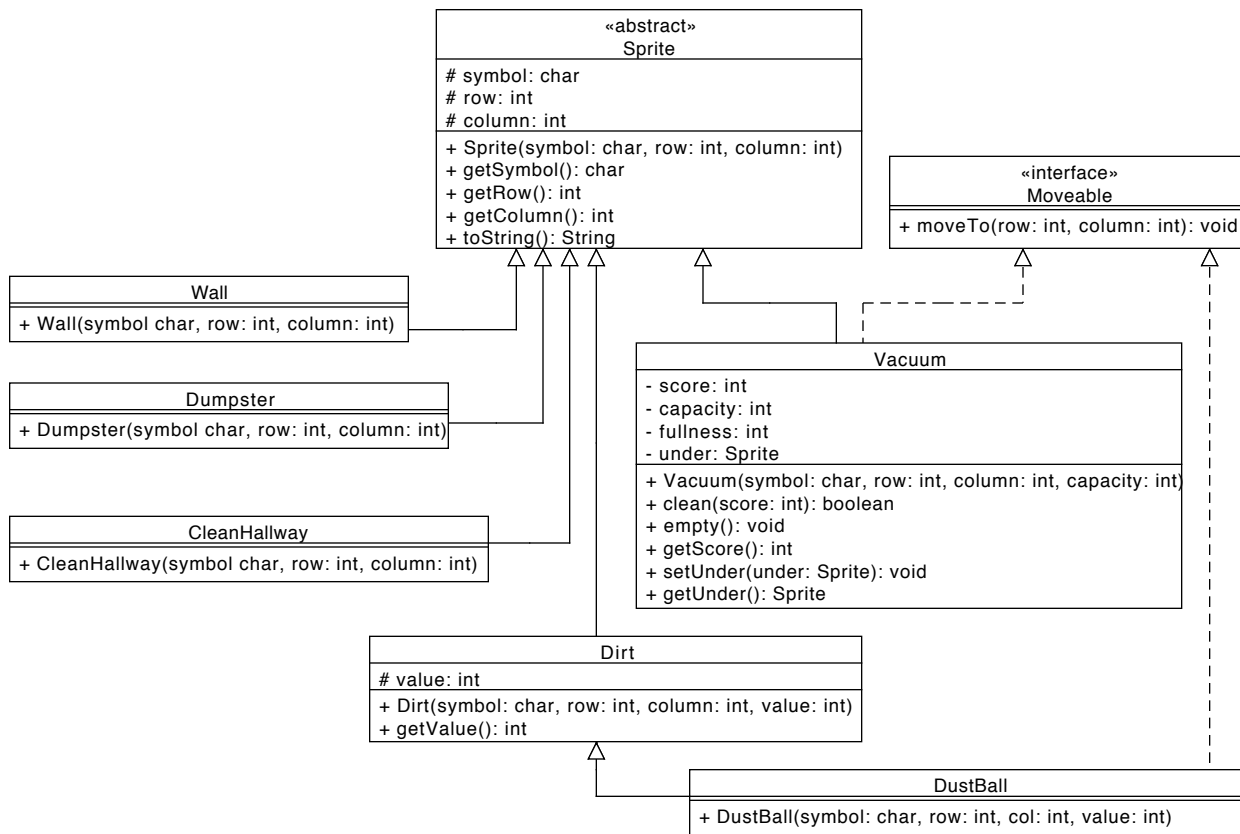 «abstract»
Sprite
# symbol: char
# row: int
# column: int
+ Sprite(symbol: char, row: int, column: int)
+ getSymbol(): char
+ getRow(): int
+ getColumn(): int
+ toString(): String
«interface»
Moveable
+ moveTo(row: int, column: int): void
Wall
+ Wall(symbol char, row: int, column: int)
Dumpster
+ Dumpster(symbol char, row: int, column: int)
CleanHallway
+ CleanHallway(symbol char, row: int, column: int)
Vacuum
- score: int
- capacity: int
- fullness: int
- under: Sprite
+ Vacuum(symbol: char, row: int, column: int, capacity: int)
+ clean(score: int): boolean
+ empty(): void
+ getScore(): int
+ setUnder(under: Sprite): void
+ getUnder(): Sprite
Dirt
# value: int
+ Dirt(symbol: char, row: int, column: int, value: int)
+ getValue(): int
DustBall
+ DustBall(symbol: char, row: int, col: int, value: int)